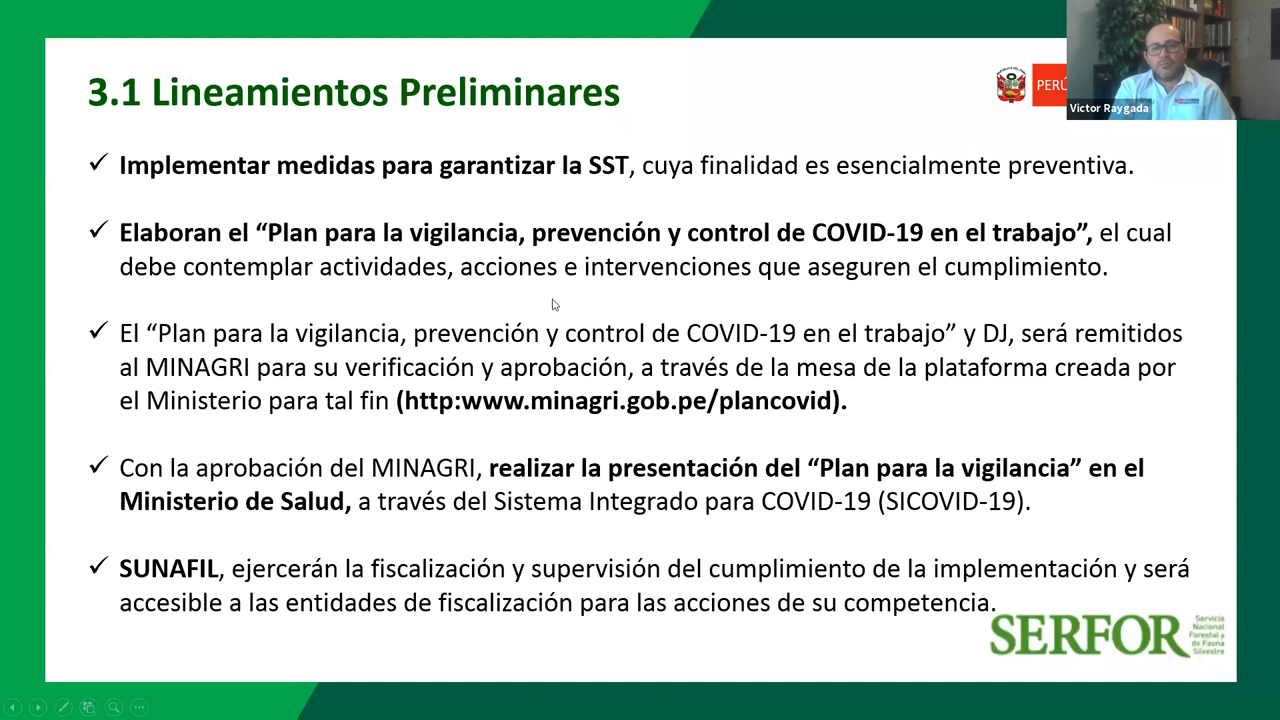 3.1 Lineamientos Preliminares
PERÚ
Victor Raygada
✓ Implementar medidas para garantizar la SST, cuya finalidad es esencialmente preventiva.
✓ Elaboran el “Plan para la vigilancia, prevención y control de COVID-19 en el trabajo”, el cual
debe contemplar actividades, acciones e intervenciones que aseguren el cumplimiento.
✓ El “Plan para la vigilancia, prevención y control de COVID-19 en el trabajo” y DJ, será remitidos
al MINAGRI para su verificación y aprobación, a través de la mesa de la plataforma creada por
el Ministerio para tal fin (http:www.minagri.gob.pe/plancovid).
✓ Con la aprobación del MINAGRI, realizar la presentación del “Plan para la vigilancia” en el
Ministerio de Salud, a través del Sistema Integrado para COVID-19 (SICOVID-19).
✓ SUNAFIL, ejercerán la fiscalización y supervisión del cumplimiento de la implementación y será
accesible a las entidades de fiscalización para las acciones de su competencia.
SERFOR
Servicio
Nacional
Forestal y
de Fauna
Silvestre